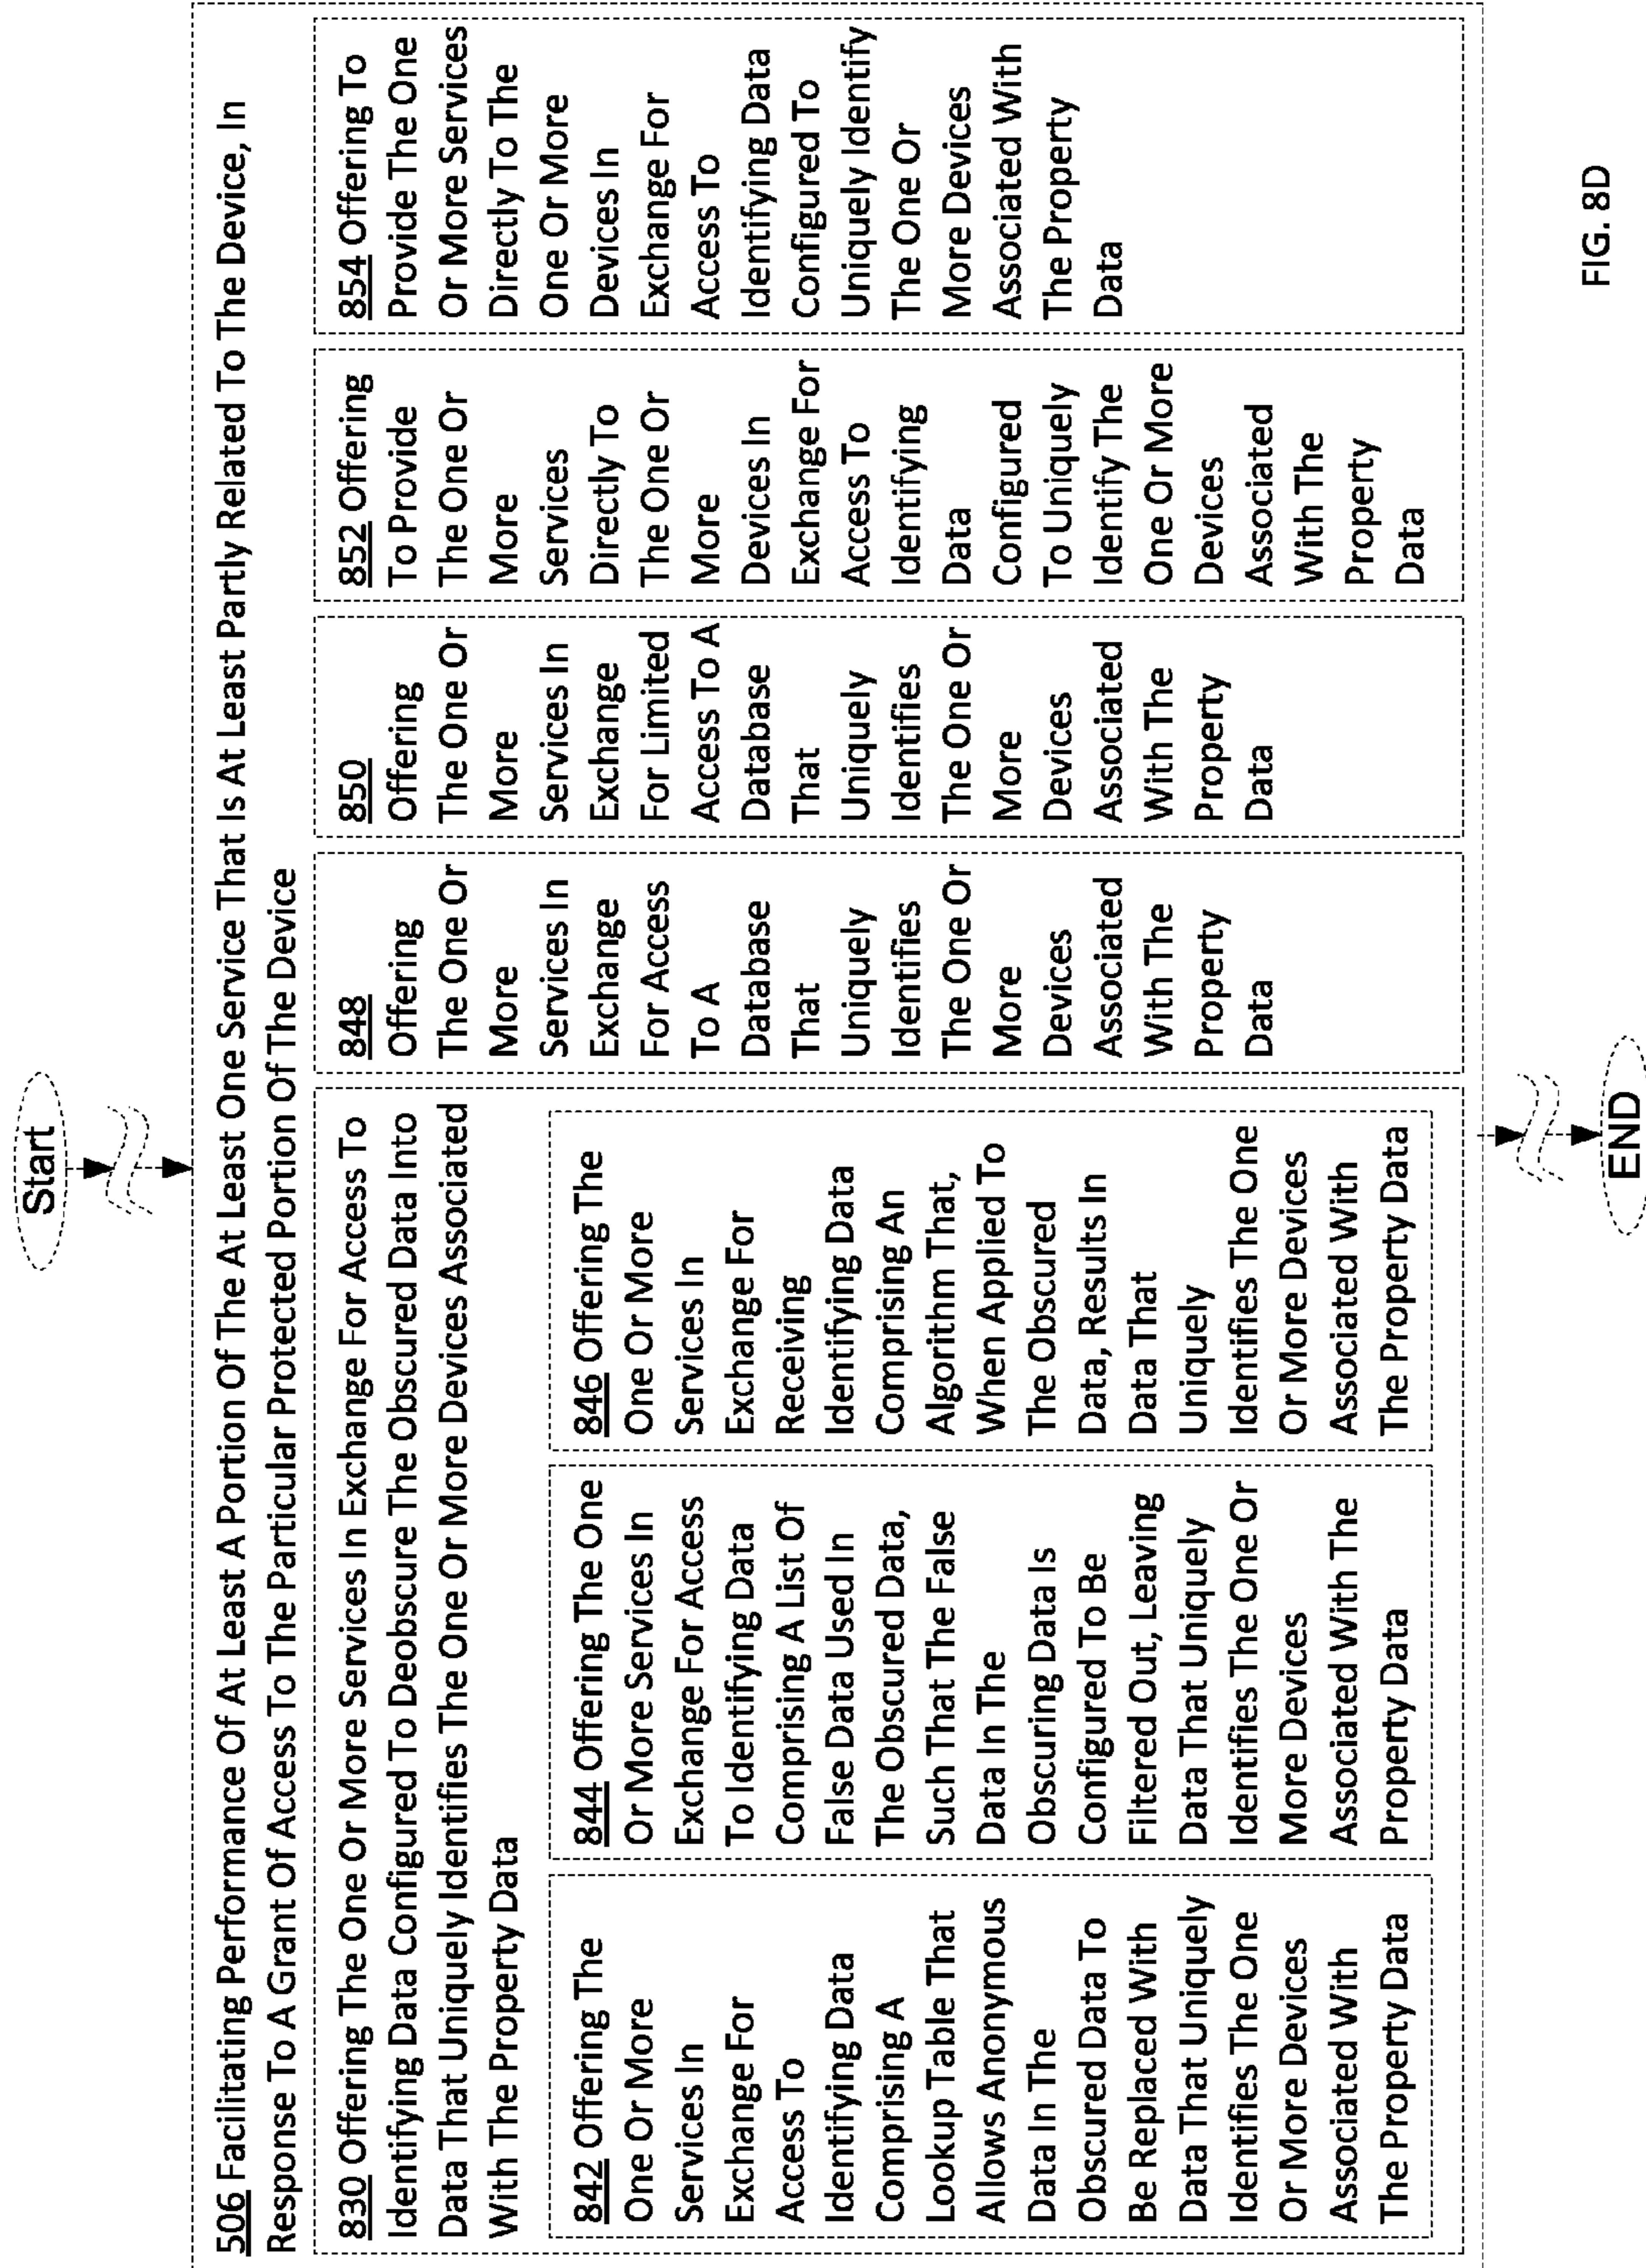 Start
506 Facilitating Performance Of At Least A Portion Of The At Least One Service That Is At Least Partly Related To The Device, In
Response To A Grant Of Access To The Particular Protected Portion Of The Device
830 Offering The One Or More Services In Exchange For Access To
Identifying Data Configured To Deobscure The Obscured Data Into
Data That Uniquely Identifies The One Or More Devices Associated
With The Property Data
842 Offering The
One Or More
Services In
Exchange For
Access To
Identifying Data
Comprising A
Lookup Table That
Allows Anonymous
Data In The
Obscured Data To
Be Replaced With
Data That Uniquely
Identifies The One
Or More Devices
Associated With
The Property Data
844 Offering The One
Or More Services In
Exchange For Access
To Identifying Data
Comprising A List Of
False Data Used In
The Obscured Data,
Such That The False
Data In The
Obscuring Data Is
Configured To Be
Filtered Out, Leaving
Data That Uniquely
Identifies The One Or
More Devices
Associated With The
Property Data
846 Offering The
One Or More
Services In
Exchange For
Receiving
Identifying Data
Comprising An
Algorithm That,
When Applied To
The Obscured
Data, Results In
Data That
Uniquely
Identifies The One
Or More Devices
Associated With
The Property Data
848
Offering
The One Or
More
Services In
Exchange
For Access
To A
Database
That
Uniquely
Identifies
The One Or
More
Devices
Associated
With The
Property
Data
850
Offering
The One Or
More
Services In
Exchange
For Limited
Access To A
Database
That
Uniquely
Identifies
The One Or
More
Devices
Associated
With The
Property
Data
852 Offering
To Provide
The One Or
More
Services
Directly To
The One Or
More
Devices In
Exchange For
Access To
Identifying
Data
Configured
To Uniquely
Identify The
One Or More
Devices
Associated
With The
Property
Data
854 Offering To
Provide The One
Or More Services
Directly To The
One Or More
Devices In
Exchange For
Access To
Identifying Data
Configured To
Uniquely Identify
The One Or
More Devices
Associated With
The Property
Data
END
FIG. 8D